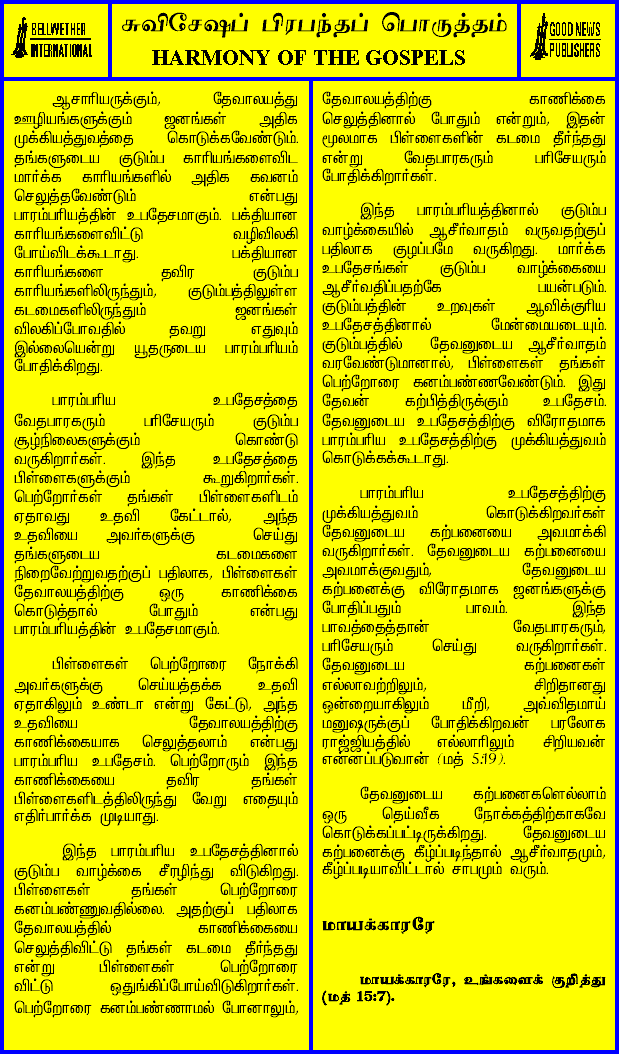 BELLWETHER
INTERNATIONAL
சுவிசேஷப் பிரபந்தப் பொருத்தம்
HARMONY OF THE GOSPELS
GOOD NEWS
PUBLISHERS
ஆசாரியருக்கும், தேவாலயத்து
ஊழியங்களுக்கும் ஜனங்கள் அதிக
முக்கியத்துவத்தை கொடுக்கவேண்டும்.
தங்களுடைய குடும்ப காரியங்களைவிட
மார்க்க காரியங்களில் அதிக கவனம்
செலுத்தவேண்டும் என்பது
பாரம்பரியத்தின் உபதேசமாகும். பக்தியான
காரியங்களைவிட்டு வழிவிலகி
போய்விடக்கூடாது. பக்தியான
காரியங்களை தவிர குடும்ப
காரியங்களிலிருந்தும், குடும்பத்திலுள்ள
கடமைகளிலிருந்தும் ஜனங்கள்
விலகிப்போவதில் தவறு எதுவும்
இல்லையென்று யூதருடைய பாரம்பரியம்
போதிக்கிறது.
பாரம்பரிய உபதேசத்தை
வேதபாரகரும் பரிசேயரும் குடும்ப
சூழ்நிலைகளுக்கும் கொண்டு
வருகிறார்கள். இந்த உபதேசத்தை
பிள்ளைகளுக்கும் கூறுகிறார்கள்.
பெற்றோர்கள் தங்கள் பிள்ளைகளிடம்
ஏதாவது உதவி கேட்டால், அந்த
உதவியை அவர்களுக்கு செய்து
தங்களுடைய கடமைகளை
நிறைவேற்றுவதற்குப் பதிலாக, பிள்ளைகள்
தேவாலயத்திற்கு ஒரு காணிக்கை
கொடுத்தால் போதும் என்பது
பாரம்பரியத்தின் உபதேசமாகும்.
பிள்ளைகள் பெற்றோரை நோக்கி
அவர்களுக்கு செய்யத்தக்க உதவி
ஏதாகிலும் உண்டா என்று கேட்டு, அந்த
உதவியை தேவாலயத்திற்கு
காணிக்கையாக செலுத்தலாம் என்பது
பாரம்பரிய உபதேசம். பெற்றோரும் இந்த
காணிக்கையை தவிர தங்கள்
பிள்ளைகளிடத்திலிருந்து வேறு எதையும்
எதிர்பார்க்க முடியாது.
இந்த பாரம்பரிய உபதேசத்தினால்
குடும்ப வாழ்க்கை சீரழிந்து விடுகிறது.
பிள்ளைகள் தங்கள் பெற்றோரை
கனம்பண்ணுவதில்லை. அதற்குப் பதிலாக
தேவாலயத்தில் காணிக்கையை
செலுத்திவிட்டு தங்கள் கடமை தீர்ந்தது
என்று பிள்ளைகள் பெற்றோரை
விட்டு ஒதுங்கிப்போய்விடுகிறார்கள்.
பெற்றோரை கனம்பண்ணாமல் போனாலும்,
தேவாலயத்திற்கு காணிக்கை
செலுத்தினால் போதும் என்றும், இதன்
மூலமாக பிள்ளைகளின் கடமை தீர்ந்தது
என்று வேதபாரகரும் பரிசேயரும்
போதிக்கிறார்கள்.
இந்த பாரம்பரியத்தினால் குடும்ப
வாழ்க்கையில் ஆசீர்வாதம் வருவதற்குப்
பதிலாக குழப்பமே வருகிறது. மார்க்க
உபதேசங்கள் குடும்ப வாழ்க்கையை
ஆசீர்வதிப்பதற்கே பயன்படும்.
குடும்பத்தின் உறவுகள் ஆவிக்குரிய
உபதேசத்தினால் மேன்மையடையும்.
குடும்பத்தில் தேவனுடைய ஆசீர்வாதம்
வரவேண்டுமானால், பிள்ளைகள் தங்கள்
பெற்றோரை கனம்பண்ணவேண்டும். இது
தேவன் கற்பித்திருக்கும் உபதேசம்.
தேவனுடைய உபதேசத்திற்கு விரோதமாக
பாரம்பரிய உபதேசத்திற்கு முக்கியத்துவம்
கொடுக்கக்கூடாது.
பாரம்பரிய உபதேசத்திற்கு
முக்கியத்துவம் கொடுக்கிறவர்கள்
தேவனுடைய கற்பனையை அவமாக்கி
வருகிறார்கள். தேவனுடைய கற்பனையை
அவமாக்குவதும், தேவனுடைய
கற்பனைக்கு விரோதமாக ஜனங்களுக்கு
போதிப்பதும் பாவம். இந்த
பாவத்தைத்தான் வேதபாரகரும்,
பரிசேயரும் செய்து வருகிறார்கள்.
தேவனுடைய கற்பனைகள்
எல்லாவற்றிலும், சிறிதானது
ஒன்றையாகிலும் மீறி, அவ்விதமாய்
மனுஷருக்குப் போதிக்கிறவன் பரலோக
ராஜ்ஜியத்தில் எல்லாரிலும் சிறியவன்
என்னப்படுவான் (மத் 5:19).
தேவனுடைய கற்பனைகளெல்லாம்
ஒரு தெய்வீக நோக்கத்திற்காகவே
கொடுக்கப்பட்டிருக்கிறது. தேவனுடைய
கற்பனைக்கு கீழ்ப்படிந்தால் ஆசீர்வாதமும்,
கீழ்ப்படியாவிட்டால் சாபமும் வரும்.
மாயக்காரரே
மாயக்காரரே, உங்களைக் குறித்து
(மத் 15:7).